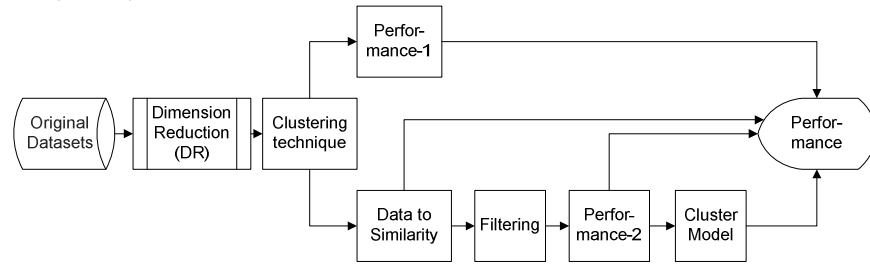 Perfor-
mance-1
Original
Datasets
Dimension
Reduction
(DR)
Clustering
technique
Perfor-
mance
Data to
Similarity
Filtering
Perfor-
mance-2
Cluster
Model